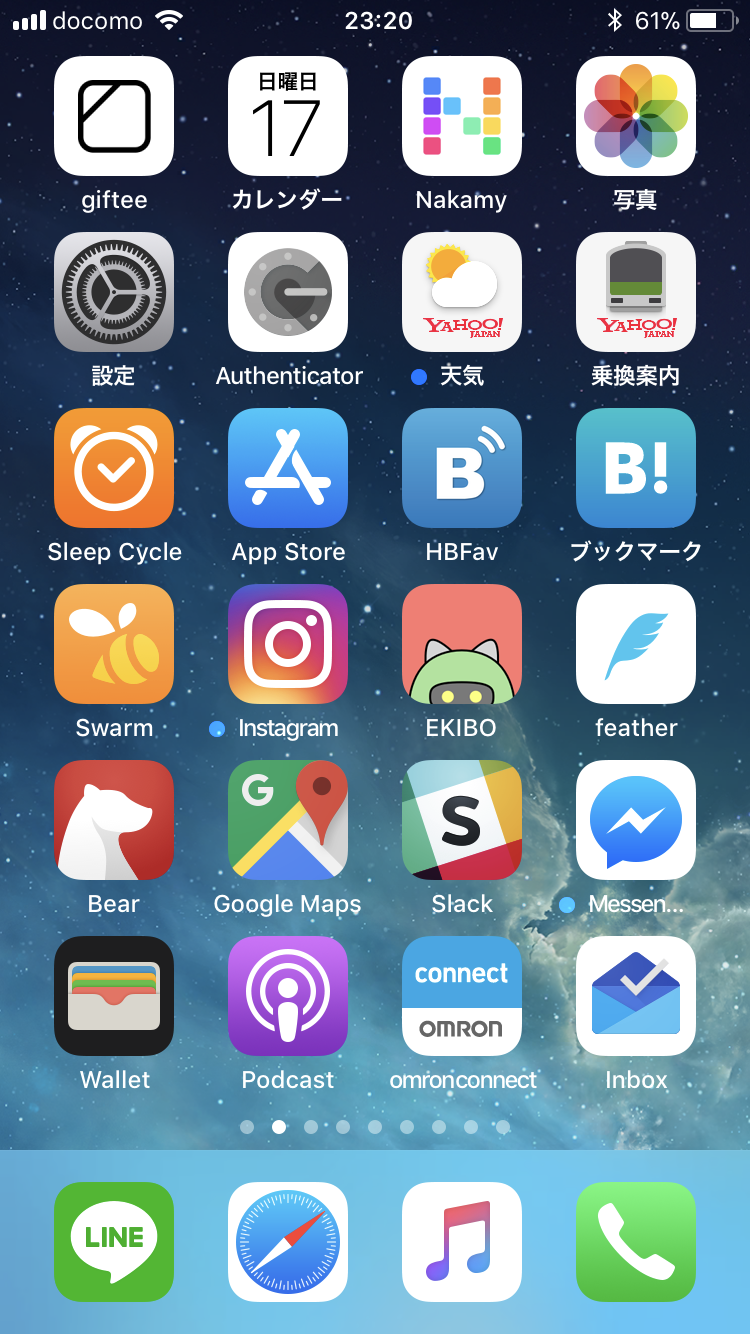 docomo 23:20 61%
日曜日
17
giftee カレンダー Nakamy 写真
YAHOO! JAPAN YAHOO! JAPAN
設定 Authenticator 天気 乗換案内
B B!
Sleep Cycle App Store HBFav ブックマーク
Swarm Instagram EKIBO feather
G S
Bear Google Maps Slack Messen...
connect
OMRON
Wallet Podcast omronconnect Inbox
LINE